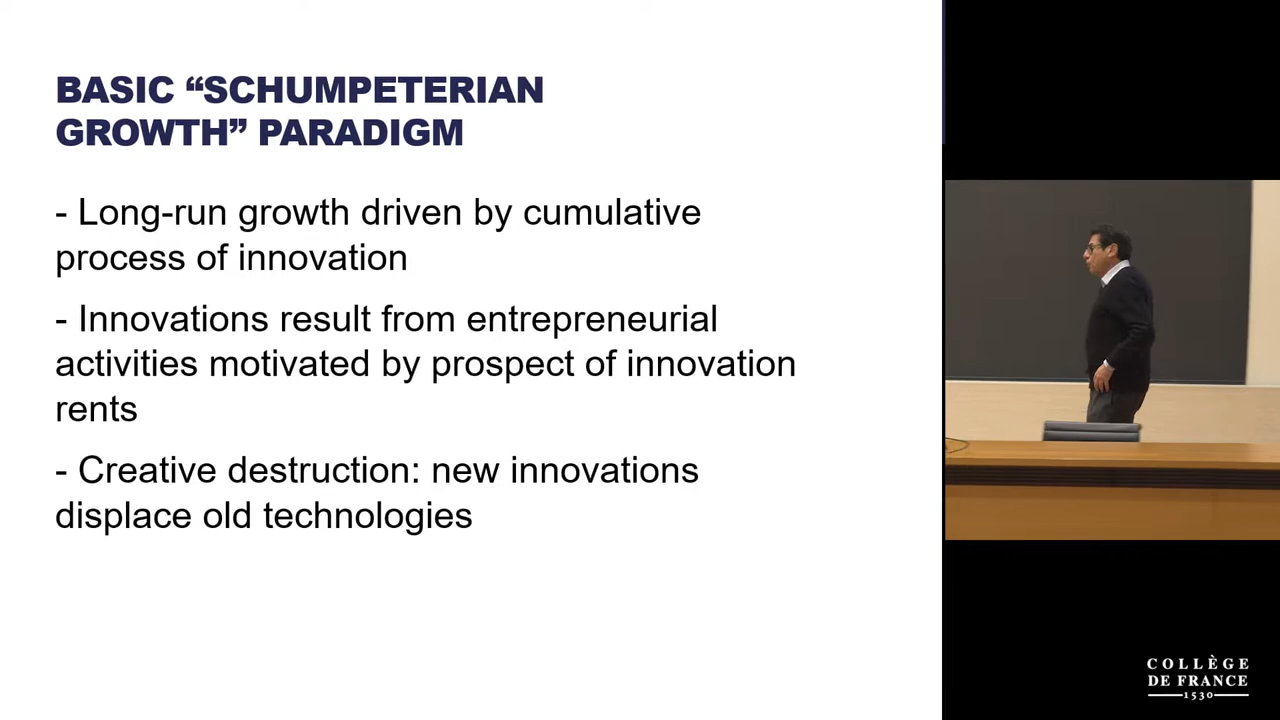 BASIC “SCHUMPETERIAN
GROWTH” PARADIGM
- Long-run growth driven by cumulative
process of innovation
- Innovations result from entrepreneurial
activities motivated by prospect of innovation
rents
- Creative destruction: new innovations
displace old technologies
COLLÈGE
DE FRANCE
1530